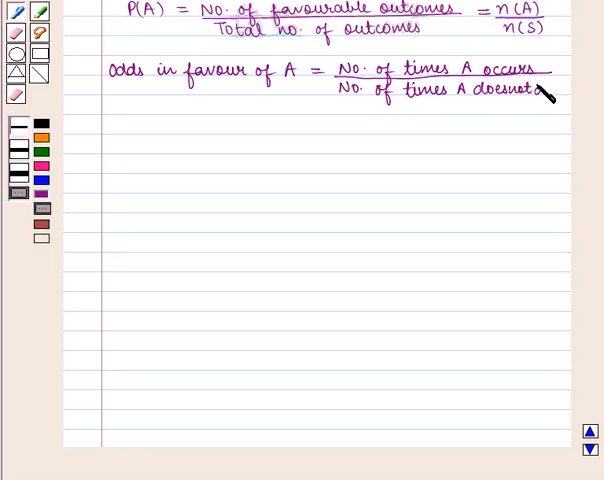 P(A) = No. of favourable outcomes / Total no. of outcomes = n(A) / n(S)
Odds in favour of A = No. of times A occurs / No. of times A doesnot